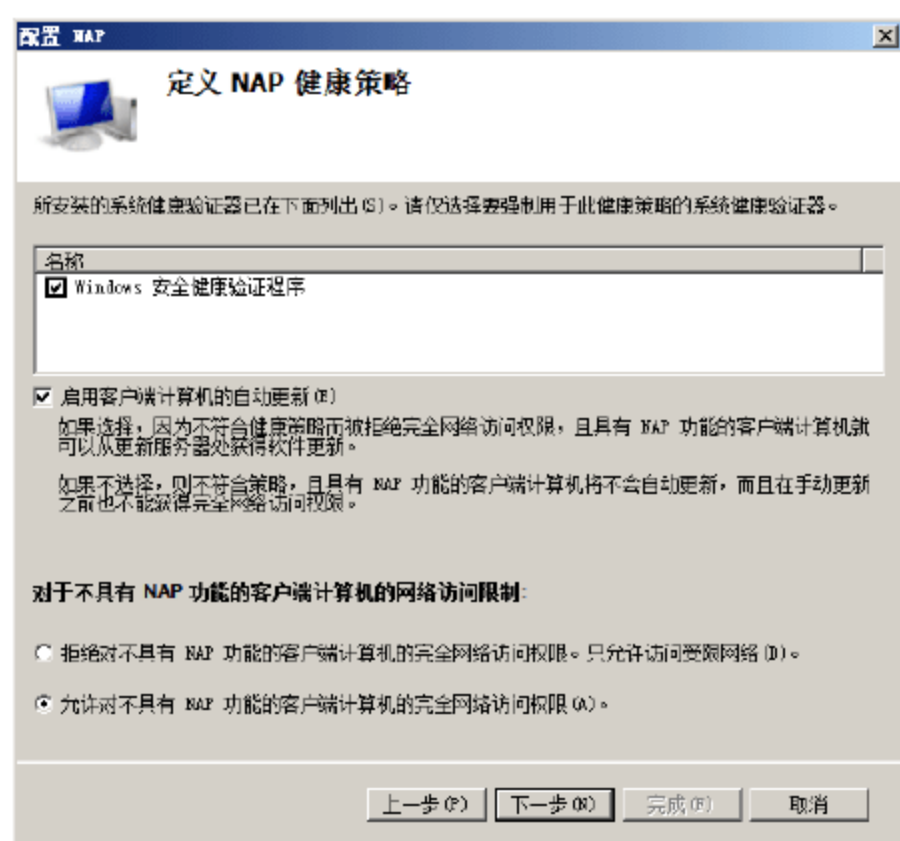 配置 NAP
定义 NAP 健康策略
所安装的系统健康验证器已在下面列出(S)。请仅选择要强制用于此健康策略的系统健康验证器。
名称
Windows 安全健康验证程序
启用客户端计算机的自动更新(E)
如果选择，因为不符合健康策略而被拒绝完全网络访问权限，且具有 NAP 功能的客户端计算机就
可以从更新服务器处获得软件更新。
如果不选择，则不符合策略，且具有 NAP 功能的客户端计算机将不会自动更新，而且在手动更新
之前也不能获得完全网络访问权限。
对于不具有 NAP 功能的客户端计算机的网络访问限制:
拒绝对不具有 NAP 功能的客户端计算机的完全网络访问权限。只允许访问受限网络(D)。
允许对不具有 NAP 功能的客户端计算机的完全网络访问权限(A)。
上一步(P) 下一步(N) 完成(F) 取消